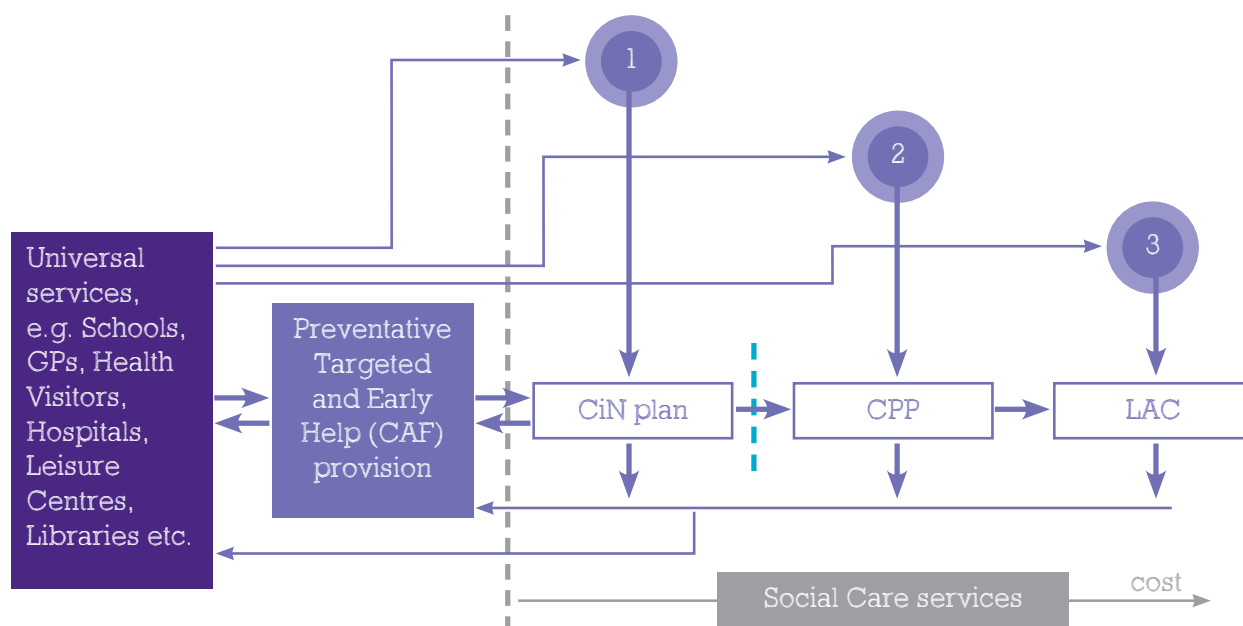 1
2
3
Universal
services,
e.g. Schools,
GPs, Health
Visitors,
Hospitals,
Leisure
Centres,
Libraries etc.
Preventative
Targeted
and Early
Help (CAF)
provision
CiN plan
CPP
LAC
Social Care services
cost